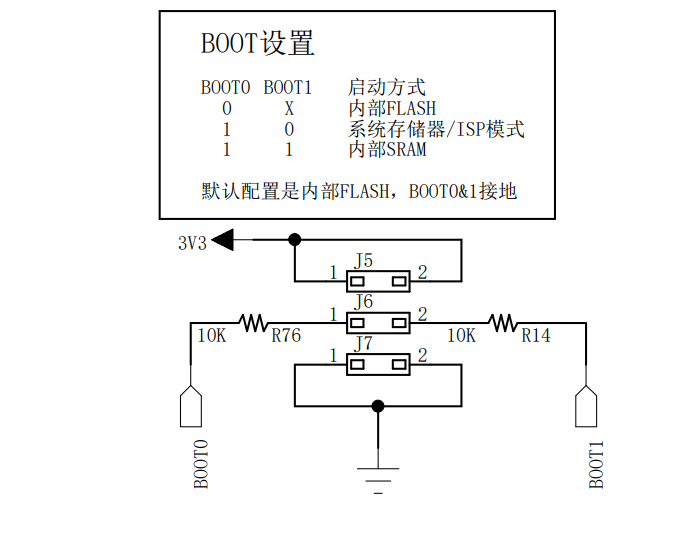 BOOT设置
BOOT0 BOOT1 启动方式
0 X 内部FLASH
1 0 系统存储器/ISP模式
1 1 内部SRAM
默认配置是内部FLASH，BOOT0&1接地
3V3
J5
1 2
J6
1 2
10K R76 10K R14
J7
1 2
BOOT0
BOOT1